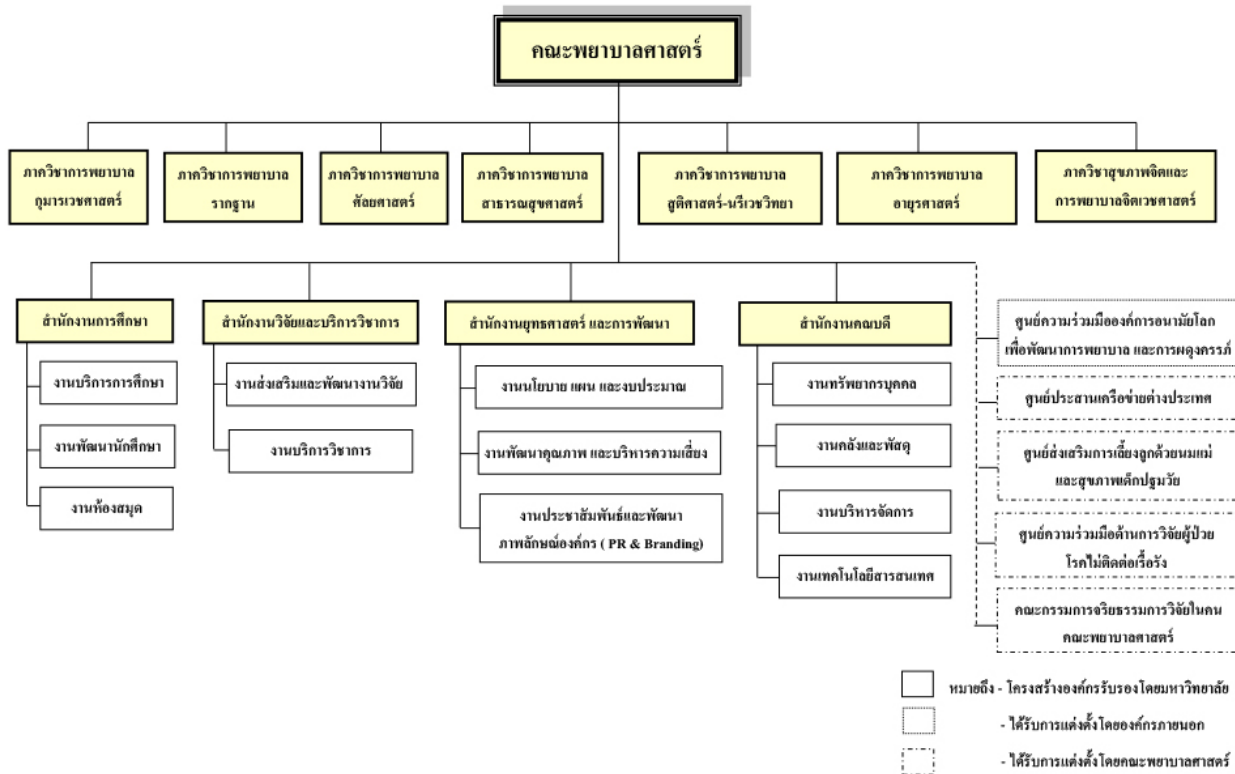 คณะพยาบาลศาสตร์
ภาควิชาการพยาบาล
กุมารเวชศาสตร์
ภาควิชาการพยาบาล
รากฐาน
ภาควิชาการพยาบาล
ศัลยศาสตร์
ภาควิชาการพยาบาล
สาธารณสุขศาสตร์
ภาควิชาการพยาบาล
สูติศาสตร์-นรีเวชวิทยา
ภาควิชาการพยาบาล
อายุรศาสตร์
ภาควิชาสุขภาพจิตและ
การพยาบาลจิตเวชศาสตร์
สำนักงานการศึกษา
งานบริการการศึกษา
งานพัฒนานักศึกษา
งานห้องสมุด
สำนักงานวิจัยและบริการวิชาการ
งานส่งเสริมและพัฒนางานวิจัย
งานบริการวิชาการ
สำนักงานยุทธศาสตร์ และการพัฒนา
งานนโยบาย แผน และงบประมาณ
งานพัฒนาคุณภาพ และบริหารความเสี่ยง
งานประชาสัมพันธ์และพัฒนา
ภาพลักษณ์องค์กร ( PR & Branding)
สำนักงานคณบดี
งานทรัพยากรบุคคล
งานคลังและพัสดุ
งานบริหารจัดการ
งานเทคโนโลยีสารสนเทศ
ศูนย์ความร่วมมือองค์การอนามัยโลก
เพื่อพัฒนาการพยาบาล และการผดุงครรภ์
ศูนย์ประสานเครือข่ายต่างประเทศ
ศูนย์ส่งเสริมการเลี้ยงลูกด้วยนมแม่
และสุขภาพเด็กปฐมวัย
ศูนย์ความร่วมมือด้านการวิจัยผู้ป่วย
โรคไม่ติดต่อเรื้อรัง
คณะกรรมการจริยธรรมการวิจัยในคน
คณะพยาบาลศาสตร์
หมายถึง - โครงสร้างองค์กรรับรองโดยมหาวิทยาลัย
- ได้รับการแต่งตั้งโดยองค์กรภายนอก
- ได้รับการแต่งตั้งโดยคณะพยาบาลศาสตร์